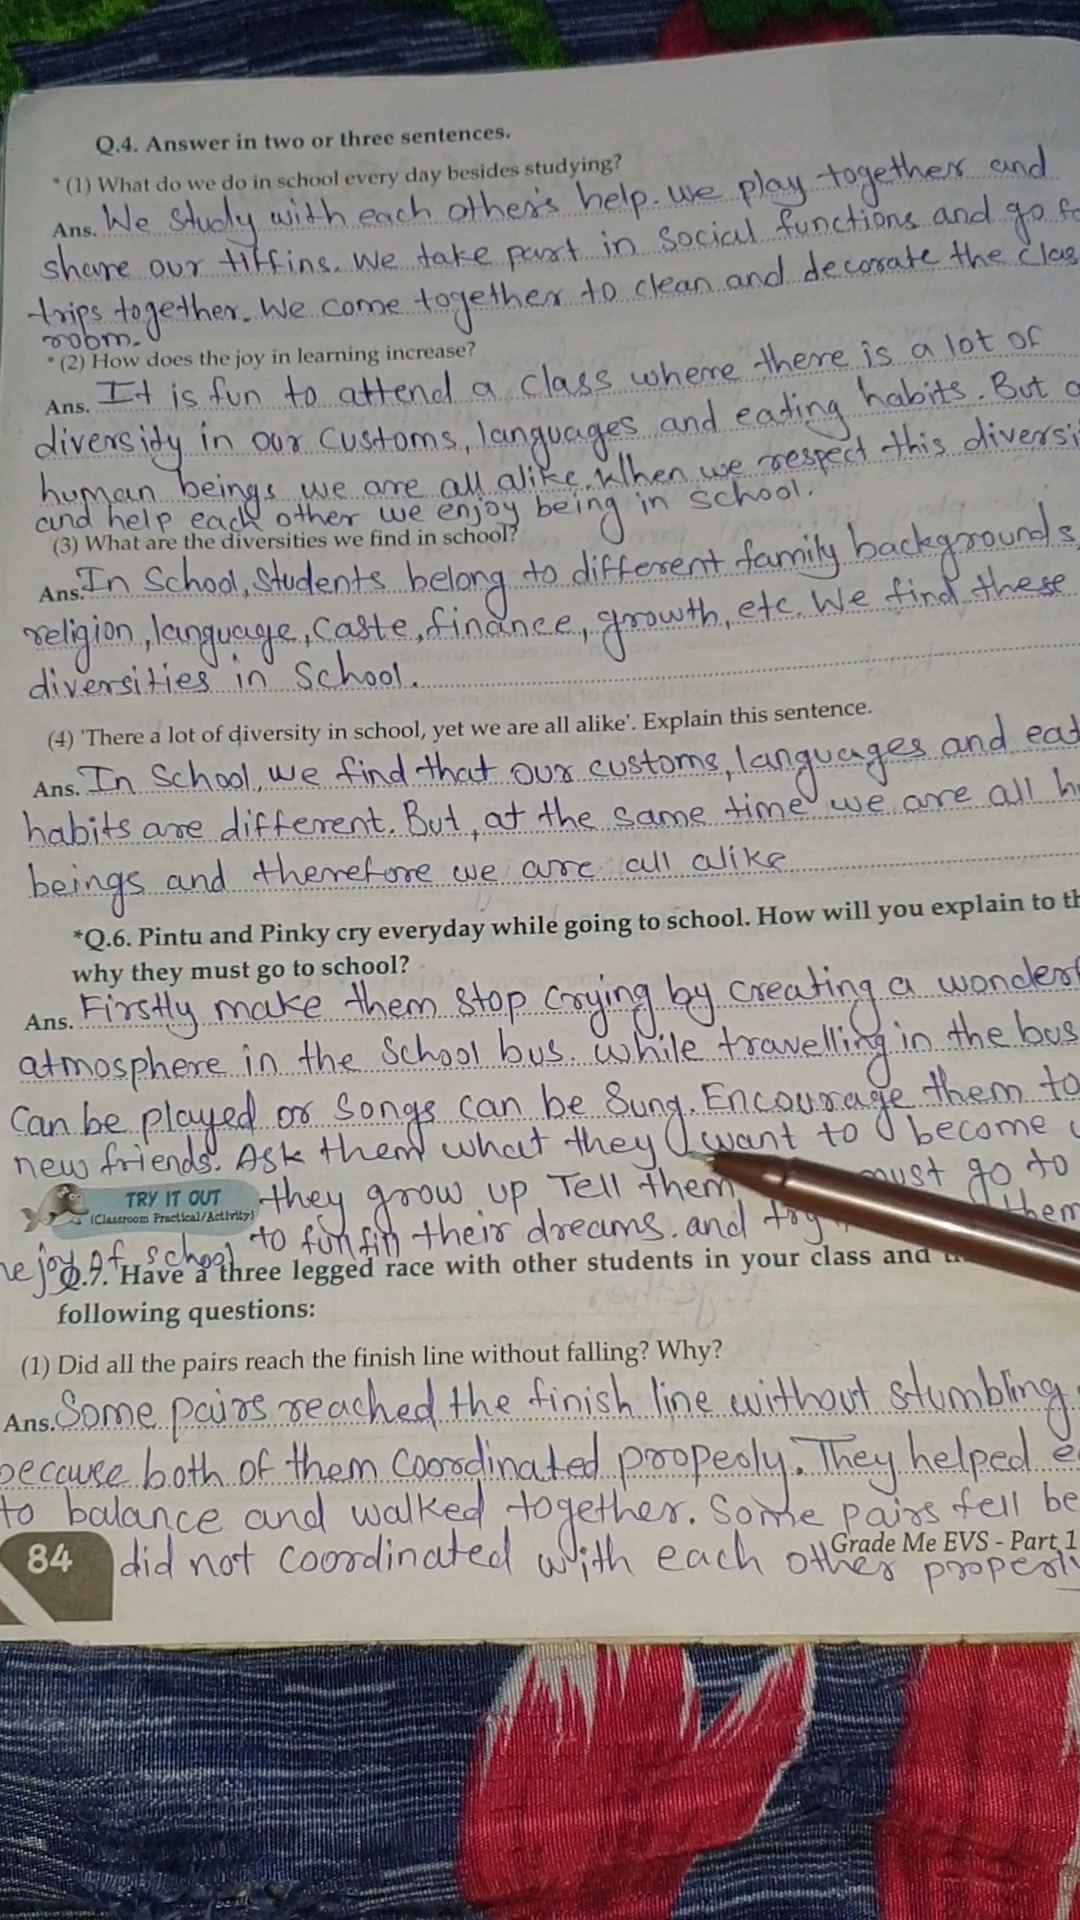 Q.4. Answer in two or three sentences.
* (1) What do we do in school every day besides studying?
Ans. We study with each other's help. we play together and
share our tiffins. We take part in social functions and go fo
trips together. We come together to clean and decorate the clas
room.
* (2) How does the joy in learning increase?
Ans. It is fun to attend a class where there is a lot of
diversity in our customs, languages and eating habits. But a
human beings we are all alike. When we respect this diversi
and help each other we enjoy being in school.
(3) What are the diversities we find in school?
Ans. In School, Students belong to different family backgrounds,
religion, language, caste, finance, growth, etc. We find these
diversities in School.
(4) 'There a lot of diversity in school, yet we are all alike'. Explain this sentence.
Ans. In School, we find that our customs, languages and eat
habits are different. But, at the same time we are all h
beings and therefore we are all alike
*Q.6. Pintu and Pinky cry everyday while going to school. How will you explain to th
why they must go to school?
Ans. Firstly make them stop crying by creating a wonderf
atmosphere in the School bus. While travelling in the bus
Can be played or songs can be Sung. Encourage them to
new friends. Ask them what they want to become
TRY IT OUT they grow up Tell them must go to
(Classroom Practical/Activity)
to their dreams. and them
joy of school
Q.9. Have a three legged race with other students in your class and
following questions:
(1) Did all the pairs reach the finish line without falling? Why?
Ans. Some pairs reached the finish line without stumbling
because both of them Coordinated properly. They helped e
to balance and walked together. Some pairs fell be
84 did not coordinated with each other properly
Grade Me EVS - Part 1